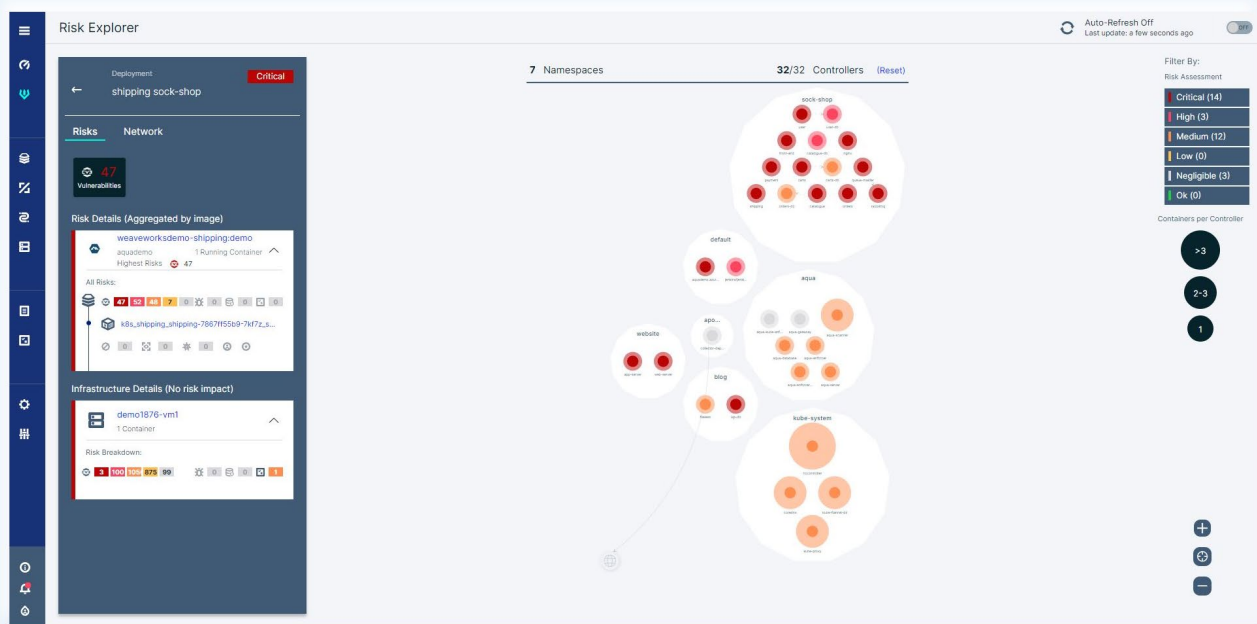 Risk Explorer
Auto-Refresh Off
Last update: a few seconds ago
OFF
Deployment
Critical
shipping sock-shop
Risks Network
47
Vulnerabilities
Risk Details (Aggregated by image)
weaveworksdemo-shipping:demo
aquademo 1 Running Container
Highest Risks 47
All Risks:
47 52 48 7 0 0 0 0 0
k8s_shipping_shipping-7867ff55b9-7kf7z_s...
0 0 0
Infrastructure Details (No risk impact)
demo1876-vm1
1 Container
Risk Breakdown:
3 100 105 875 99 0 0 0 1
7 Namespaces
32/32 Controllers (Reset)
sock-shop
payment
shipping
catalogue
default
aqua
apo...
website
blog
kube-system
Filter By:
Risk Assessment
Critical (14)
High (3)
Medium (12)
Low (0)
Negligible (3)
Ok (0)
Containers per Controller
>3
2-3
1